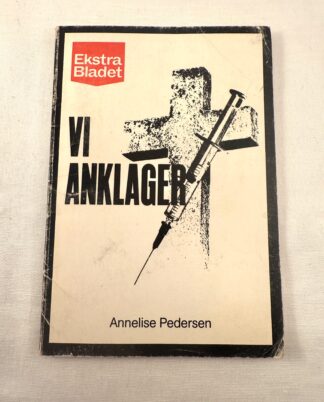 Ekstra
Bladet
VI
ANKLAGER
Annelise Pedersen